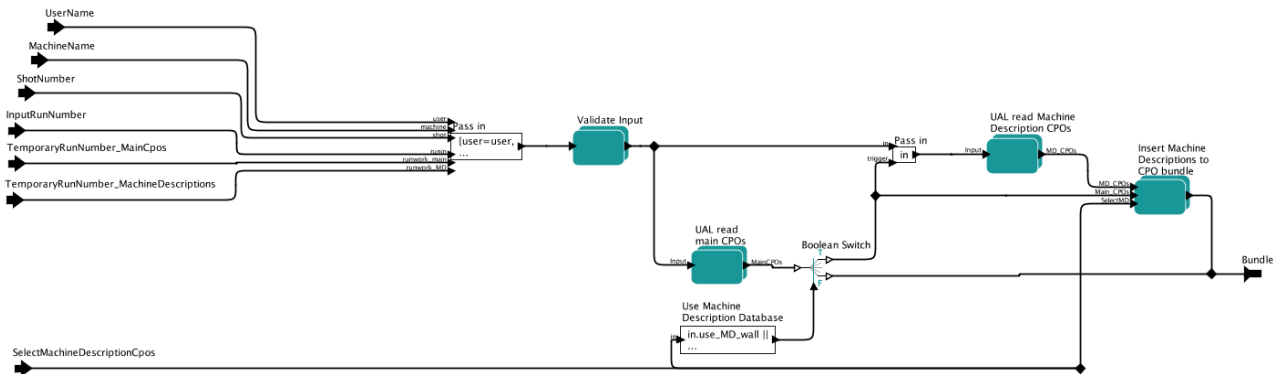 UserName
MachineName
ShotNumber
InputRunNumber
TemporaryRunNumber_MainCpos
TemporaryRunNumber_MachineDescriptions
user
machine
shot
Pass in
{user=user,
...
runin
runwork_main
runwork_MD
Validate Input
Pass in
in
in
trigger
UAL read Machine
Description CPOs
Input
MD_CPOs
Insert Machine
Descriptions to
CPO bundle
MD_CPOs
Main_CPOs
SelectMD
UAL read
main CPOs
Input
MainCPOs
Boolean Switch
T
F
Bundle
Use Machine
Description Database
in
in.use_MD_wall ||
...
SelectMachineDescriptionCpos